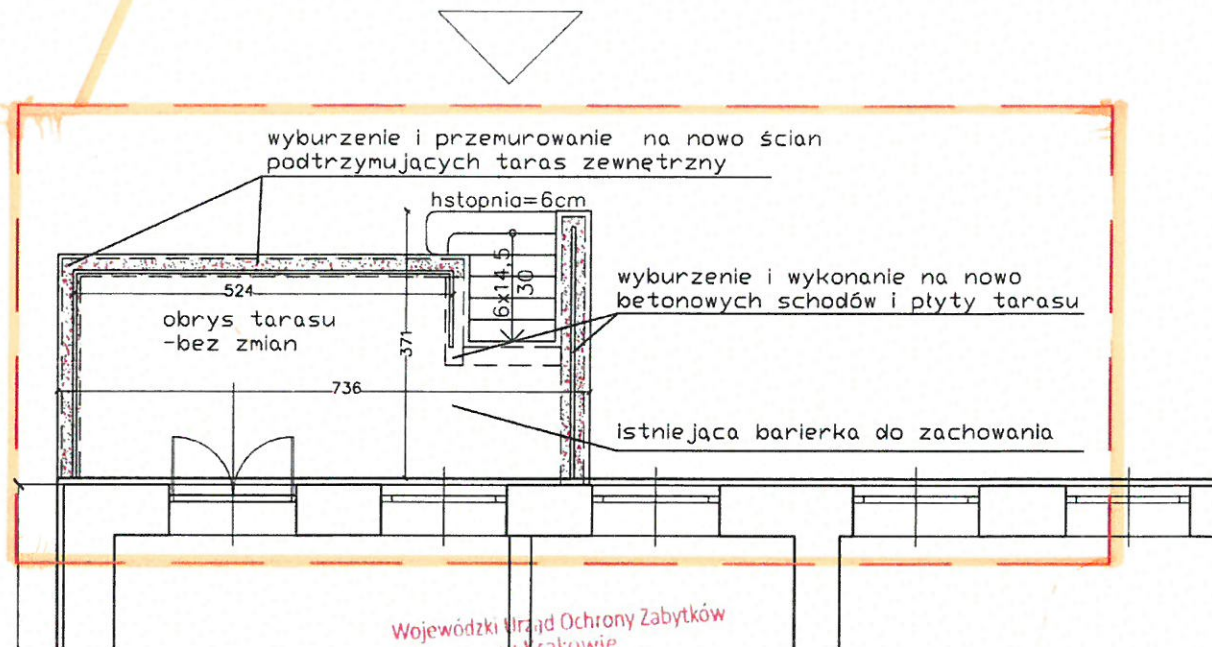 wyburzenie i przemurowanie na nowo ścian
podtrzymujących taras zewnętrzny
hstopnia=6cm
6x14,5
30
wyburzenie i wykonanie na nowo
betonowych schodów i płyty tarasu
524
obrys tarasu
-bez zmian
371
736
istniejąca barierka do zachowania
Wojewódzki Urząd Ochrony Zabytków
Krakowie